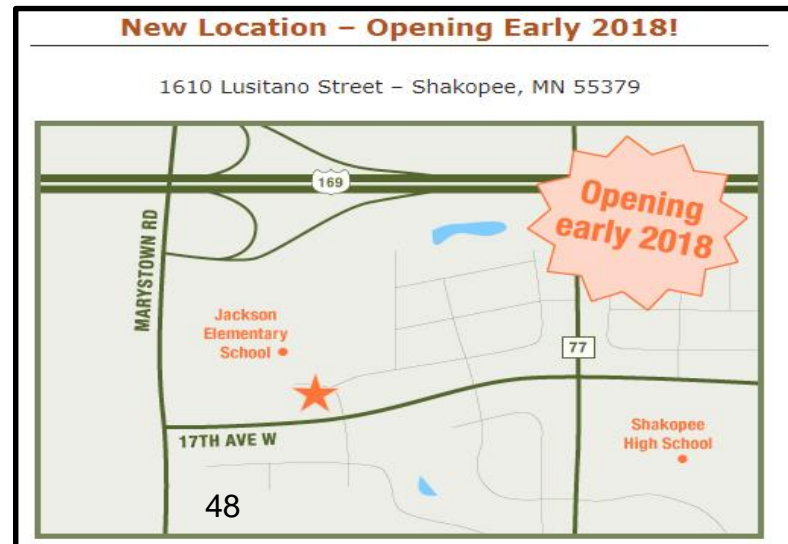 New Location – Opening Early 2018!
1610 Lusitano Street – Shakopee, MN 55379
169
Opening
early 2018
MARYSTOWN RD
Jackson
Elementary
School
77
17TH AVE W
Shakopee
High School
48